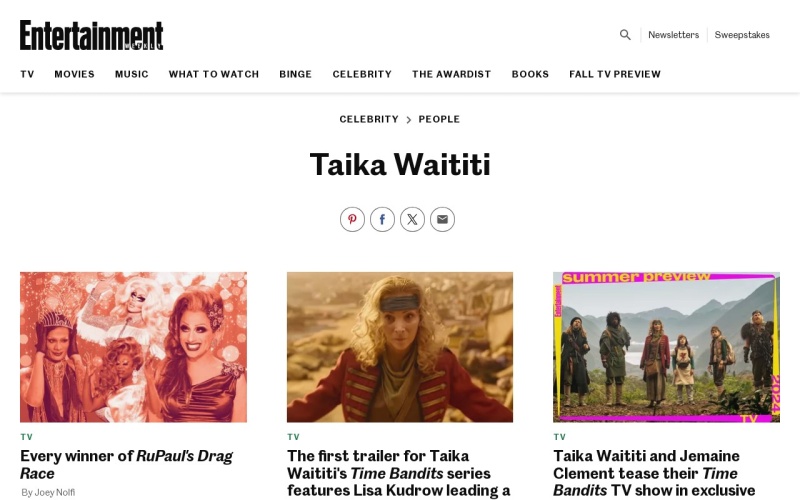 Entertainment
WEEKLY
Newsletters
Sweepstakes
TV
MOVIES
MUSIC
WHAT TO WATCH
BINGE
CELEBRITY
THE AWARDIST
BOOKS
FALL TV PREVIEW
CELEBRITY > PEOPLE
Taika Waititi
summer preview
Entertainment
2024
TV
TV
Every winner of RuPaul's Drag
Race
By Joey Nolfi
TV
The first trailer for Taika
Waititi's Time Bandits series
features Lisa Kudrow leading a
TV
Taika Waititi and Jemaine
Clement tease their Time
Bandits TV show in exclusive